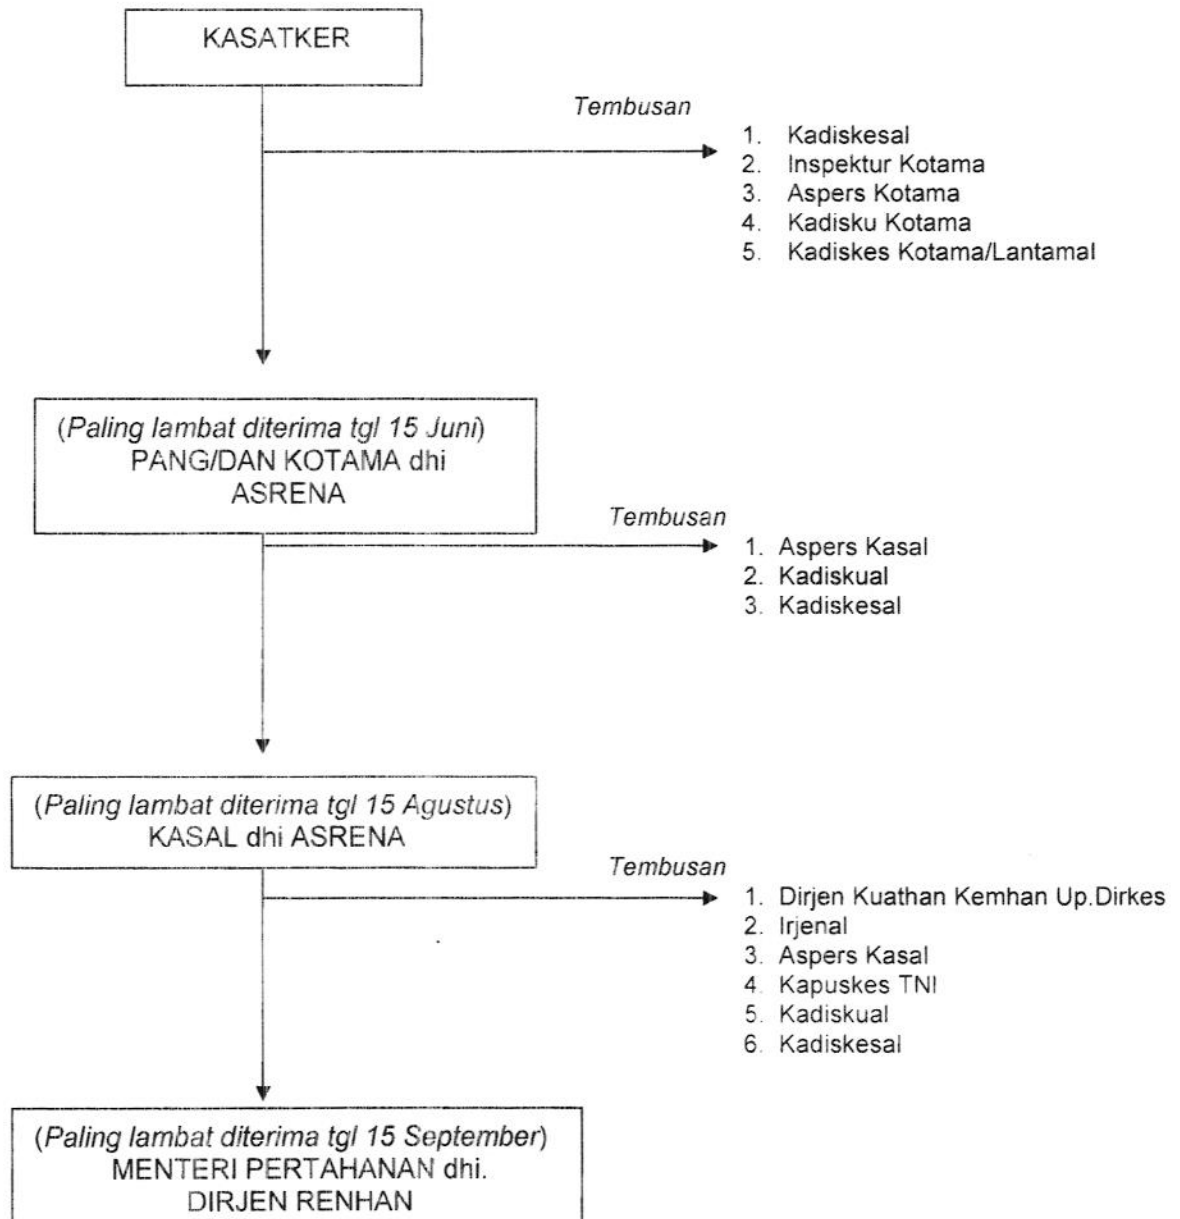 KASATKER
Tembusan
1. Kadiskesal
2. Inspektur Kotama
3. Aspers Kotama
4. Kadisku Kotama
5. Kadiskes Kotama/Lantamal
(Paling lambat diterima tgl 15 Juni)
PANG/DAN KOTAMA dhi
ASRENA
Tembusan
1. Aspers Kasal
2. Kadiskual
3. Kadiskesal
(Paling lambat diterima tgl 15 Agustus)
KASAL dhi ASRENA
Tembusan
1. Dirjen Kuathan Kemhan Up.Dirkes
2. Irjenal
3. Aspers Kasal
4. Kapuskes TNI
5. Kadiskual
6. Kadiskesal
(Paling lambat diterima tgl 15 September)
MENTERI PERTAHANAN dhi.
DIRJEN RENHAN